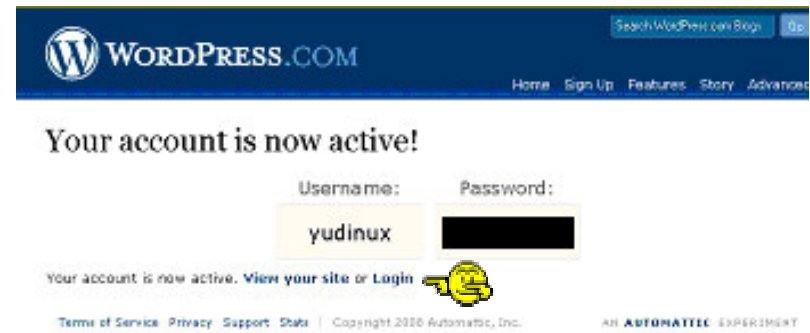 Search WordPress.com Blogs Go
WORDPRESS.COM
Home Sign Up Features Story Advanced
Your account is now active!
Username: Password:
yudinux
Your account is now active. View your site or Login
Terms of Service Privacy Support Stats | Copyright 2008 Automattic, Inc. AN AUTOMATTIC EXPERIMENT